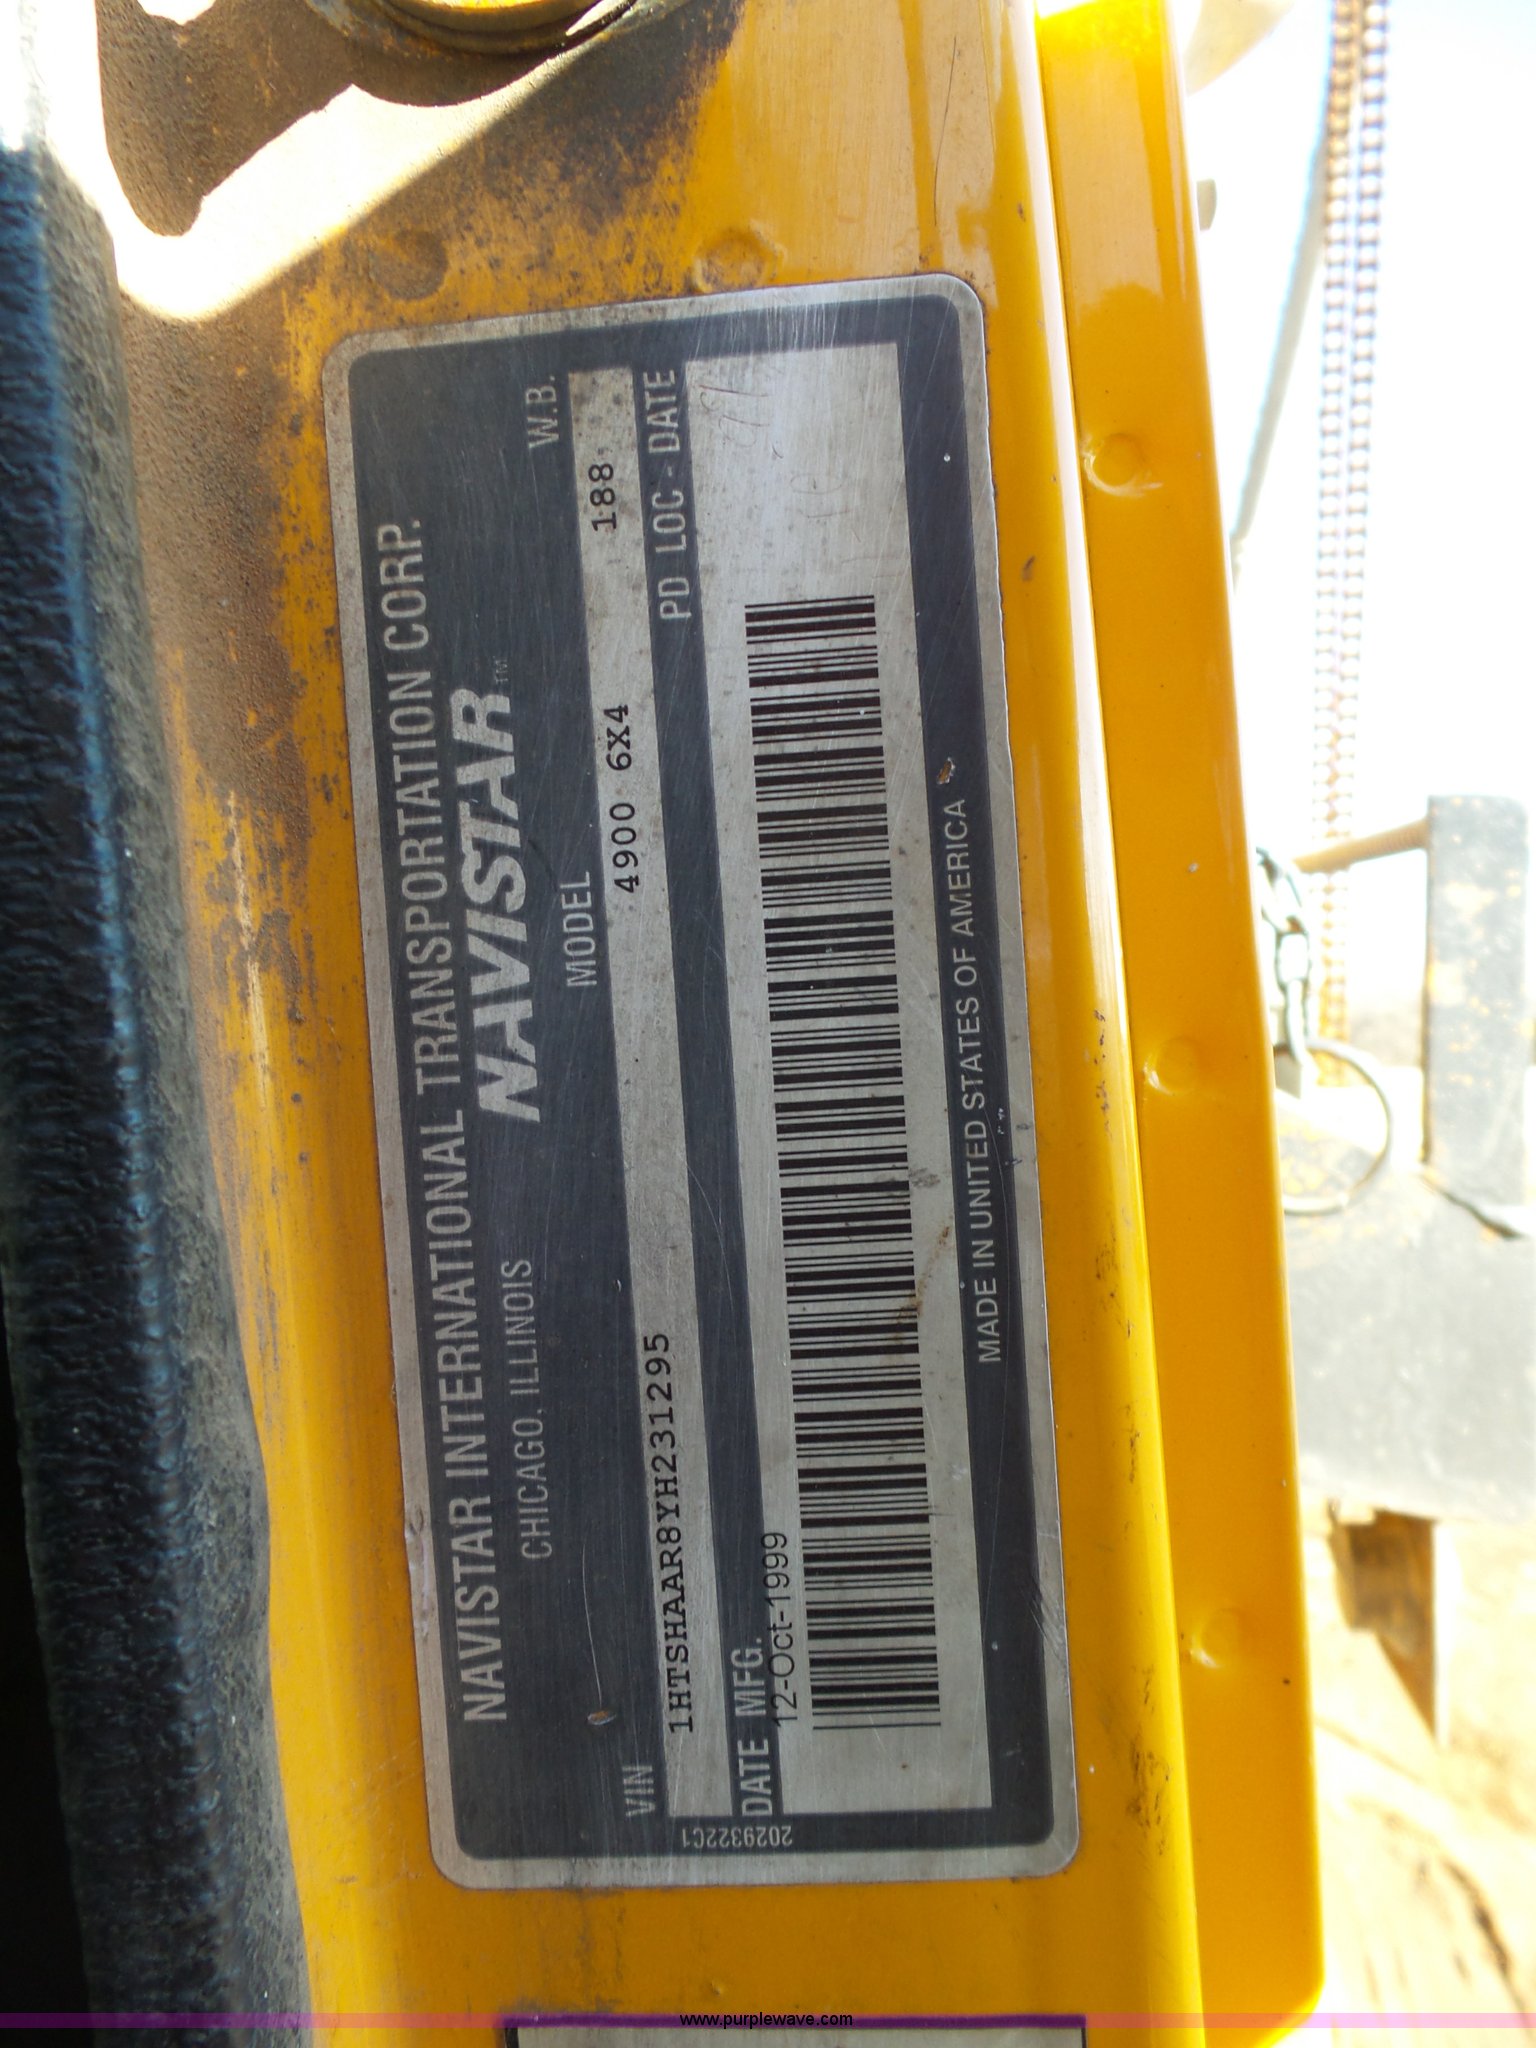 NAVISTAR INTERNATIONAL TRANSPORTATION CORP.
CHICAGO, ILLINOIS
NAVISTAR™
VIN MODEL W.B.
1HTSHAAR8YH231295 4900 6X4 188.
DATE MFG. PD LOC - DATE
12-Oct-1999
MADE IN UNITED STATES OF AMERICA
2029322C1
www.purplewave.com